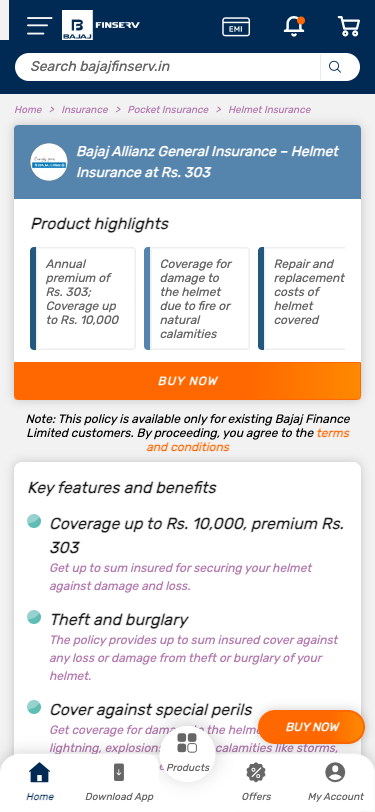 BAJAJ
FINSERV
EMI
Search bajajfinserv.in
Home > Insurance > Pocket Insurance > Helmet Insurance
Bajaj Allianz General Insurance – Helmet
Insurance at Rs. 303
Product highlights
Annual
premium of
Rs. 303;
Coverage up
to Rs. 10,000
Coverage for
damage to
the helmet
due to fire or
natural
calamities
Repair and
replacement
costs of
helmet
covered
BUY NOW
Note: This policy is available only for existing Bajaj Finance
Limited customers. By proceeding, you agree to the terms
and conditions
Key features and benefits
Coverage up to Rs. 10,000, premium Rs.
303
Get up to sum insured for securing your helmet
against damage and loss.
Theft and burglary
The policy provides up to sum insured cover against
any loss or damage from theft or burglary of your
helmet.
Cover against special perils
Get coverage for the helme
lightning, explosions calamities like storms,
BUY NOW
Home
Download App
Products
Offers
My Account